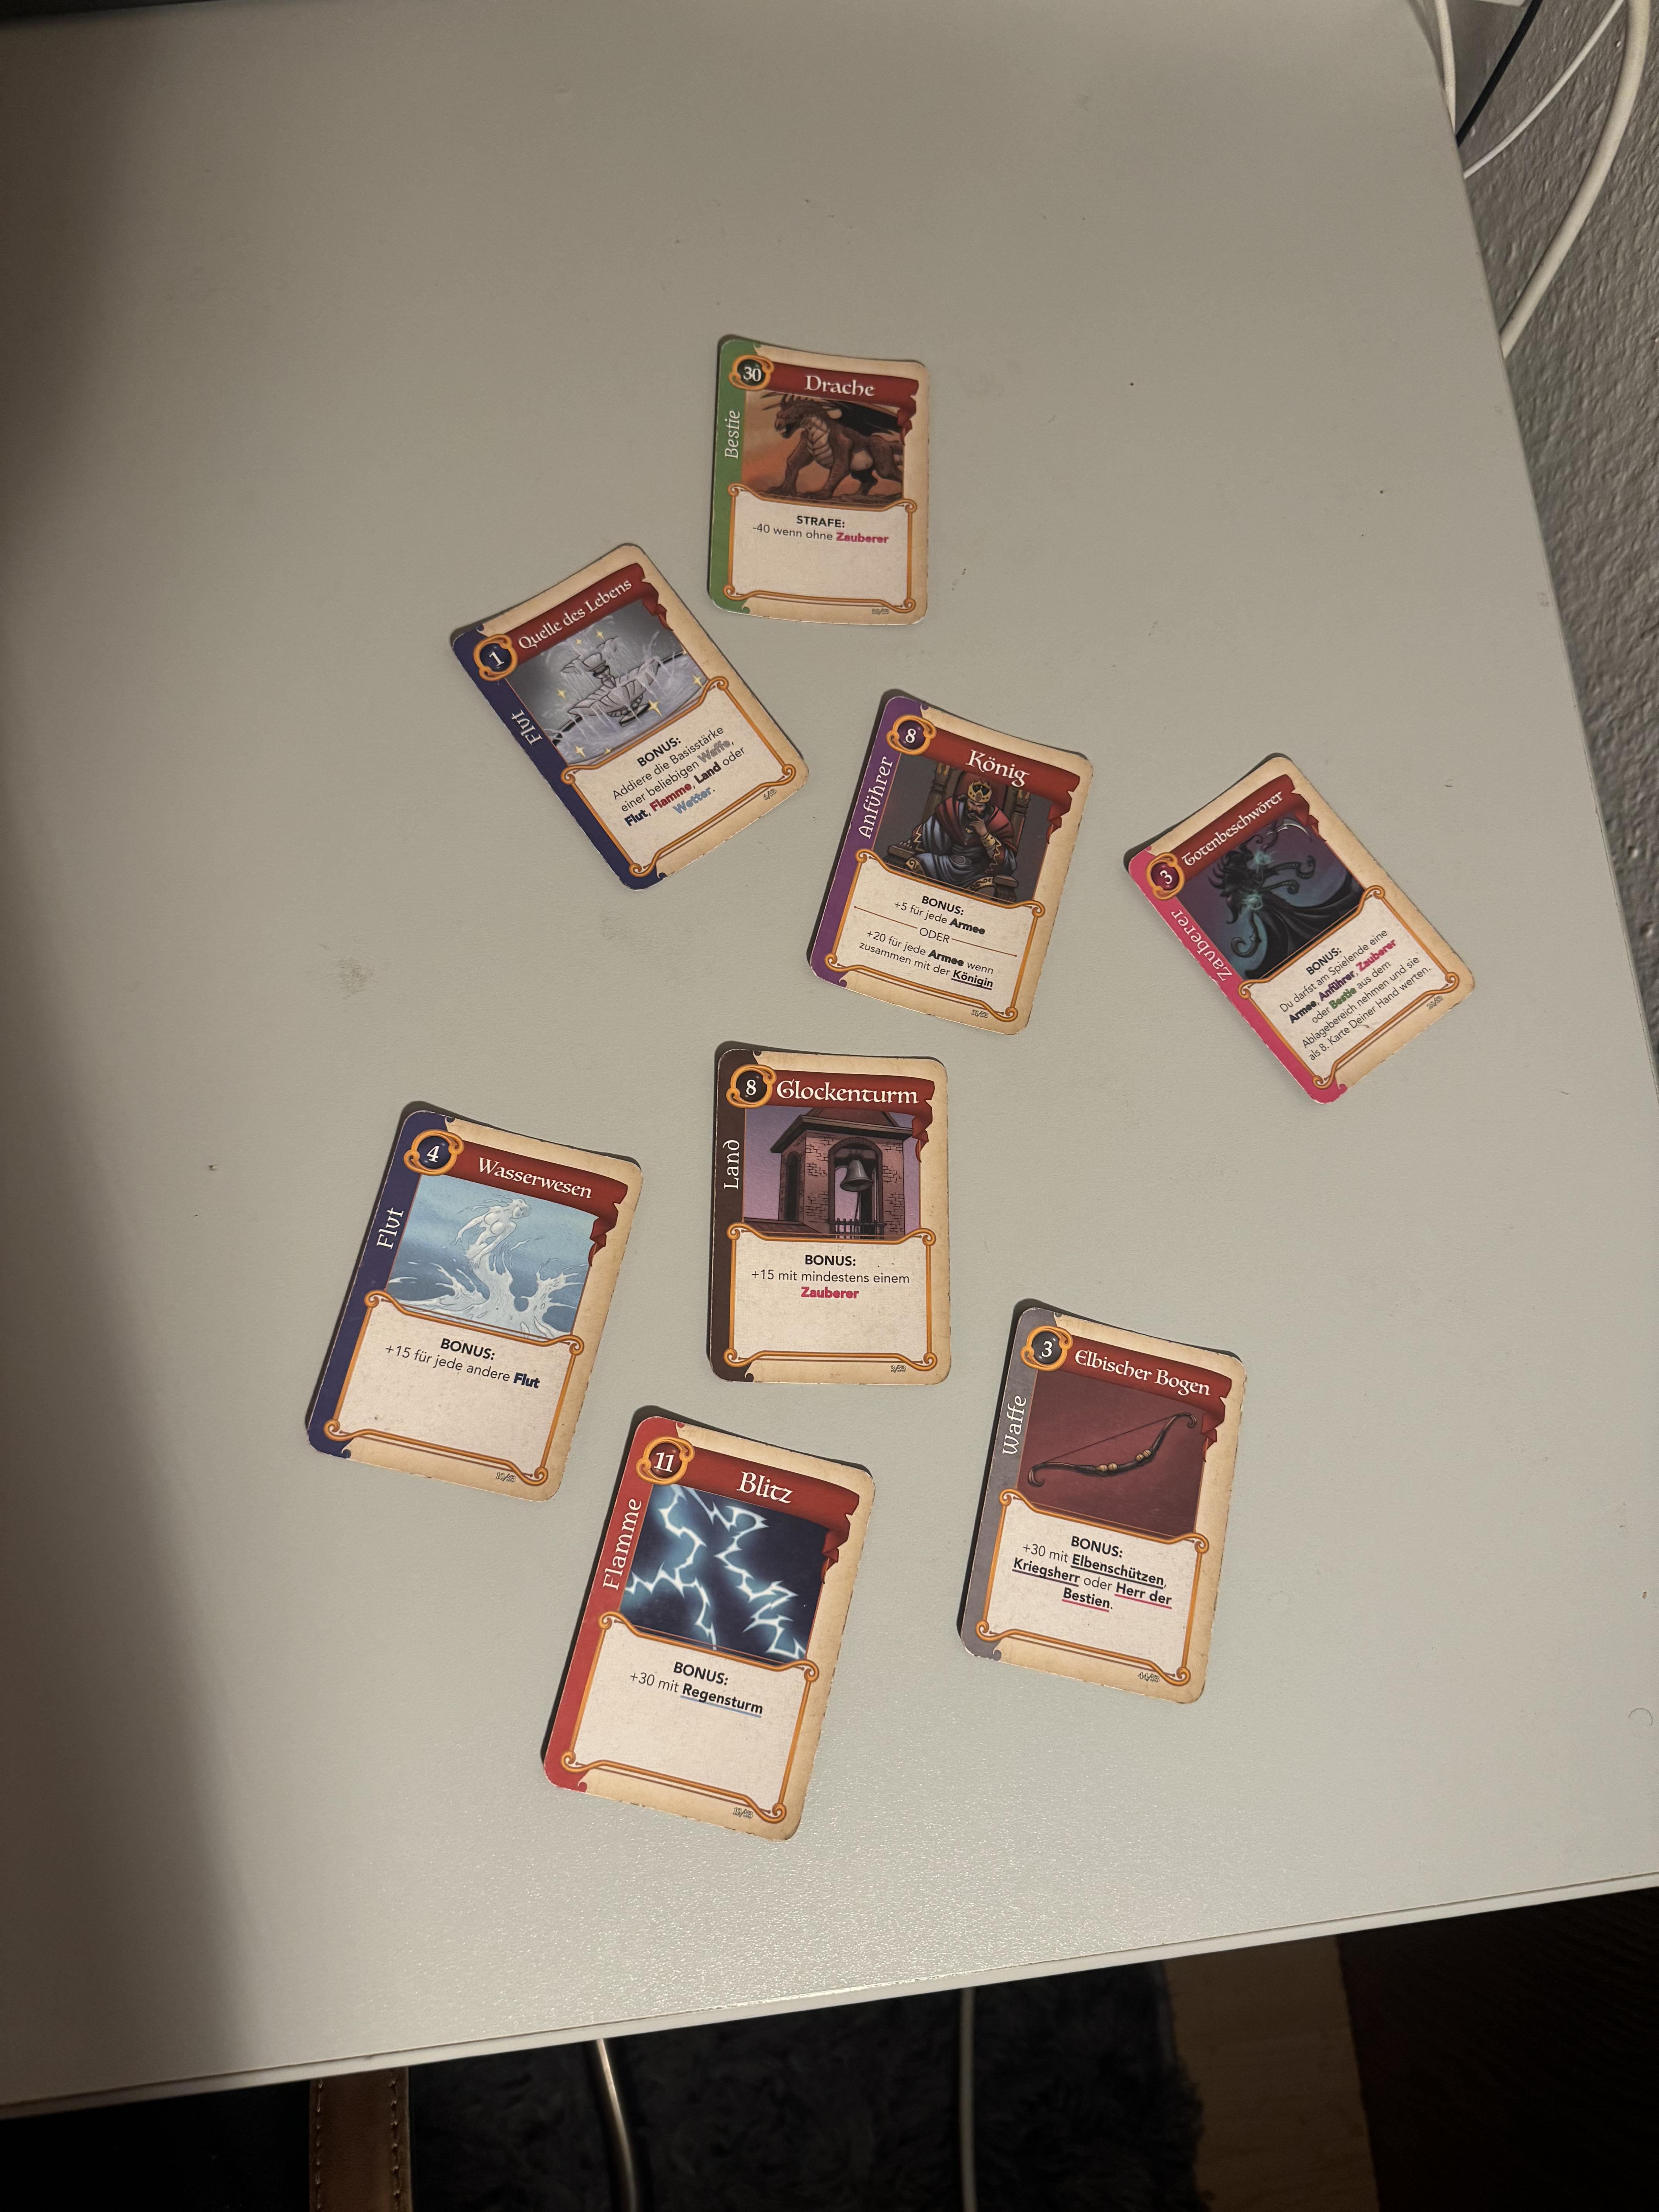 30
Drache
Bestie
STRAFE:
-40 wenn ohne Zauberer
1
Quelle des Lebens
Flut
BONUS:
Addiere die Basisstärke
einer beliebigen Waffe,
Flut, Flamme, Land oder
Wetter.
8
König
Anführer
BONUS:
+5 für jede Armee
ODER
+20 für jede Armee wenn
zusammen mit der Königin
3
Totenbeschwörer
Zauberer
BONUS:
Du darfst am Spielende eine
Armee, Anführer, Zauberer
oder Bestie aus dem
Ablagebereich nehmen und sie
als 8. Karte Deiner Hand werten.
8
Glockenturm
Land
BONUS:
+15 mit mindestens einem
Zauberer
4
Wasserwesen
Flut
BONUS:
+15 für jede andere Flut
3
Elbischer Bogen
Waffe
BONUS:
+30 mit Elbenschützen,
Kriegsherr oder Herr der
Bestien.
11
Blitz
Flamme
BONUS:
+30 mit Regensturm